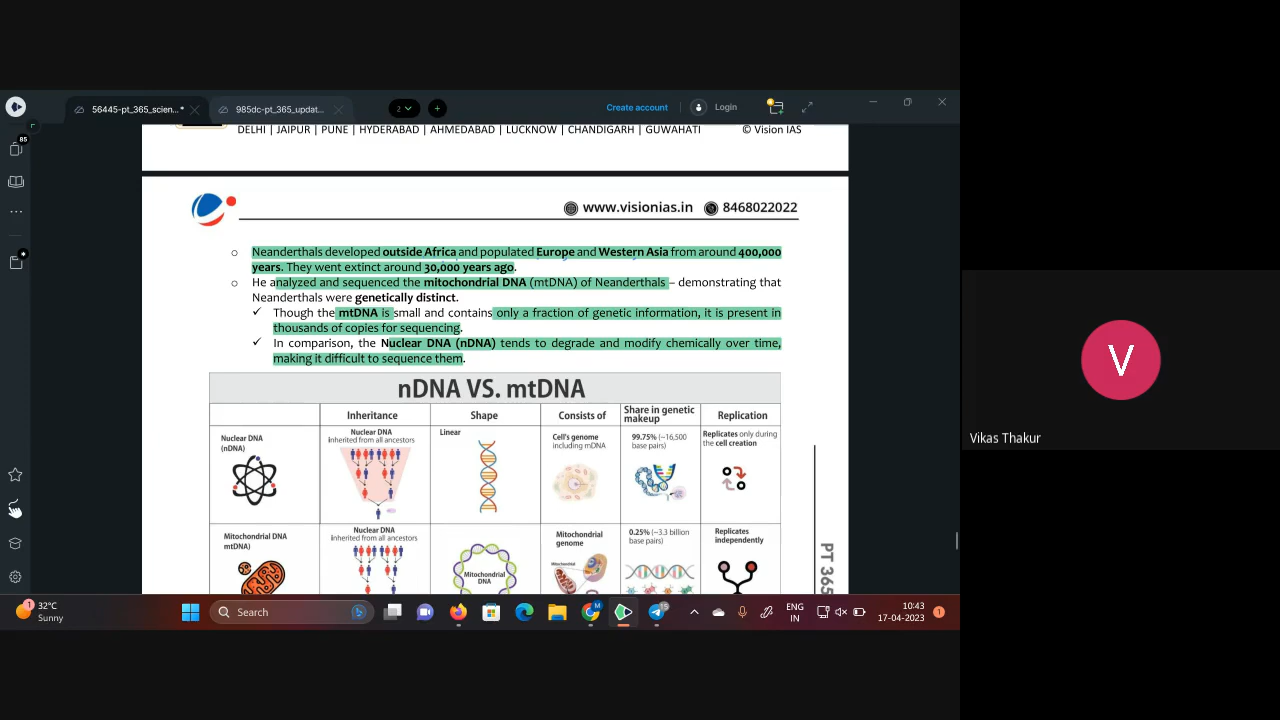 56445-pt_365_scien...*
985dc-pt_365_updat...
2
Create account
Login
85
DELHI | JAIPUR | PUNE | HYDERABAD | AHMEDABAD | LUCKNOW | CHANDIGARH | GUWAHATI © Vision IAS
www.visionias.in 8468022022
Neanderthals developed outside Africa and populated Europe and Western Asia from around 400,000
years. They went extinct around 30,000 years ago.
He analyzed and sequenced the mitochondrial DNA (mtDNA) of Neanderthals – demonstrating that
Neanderthals were genetically distinct.
Though the mtDNA is small and contains only a fraction of genetic information, it is present in
thousands of copies for sequencing.
In comparison, the Nuclear DNA (nDNA) tends to degrade and modify chemically over time,
making it difficult to sequence them.
nDNA VS. mtDNA
Inheritance
Shape
Consists of
Share in genetic
makeup
Replication
Nuclear DNA
(nDNA)
Nuclear DNA
inherited from all ancestors
Linear
Cell's genome
including mDNA
99.75% (~16,500
base pairs)
Replicates only during
the cell creation
Mitochondrial DNA
mtDNA)
Nuclear DNA
inherited from all ancestors
Mitochondrial
DNA
Mitochondrial
genome
0.25% (~3.3 billion
base pairs)
Replicates
independently
PT 365
V
Vikas Thakur
1
32°C
Sunny
Search
M
15
ENG
IN
10:43
17-04-2023
1